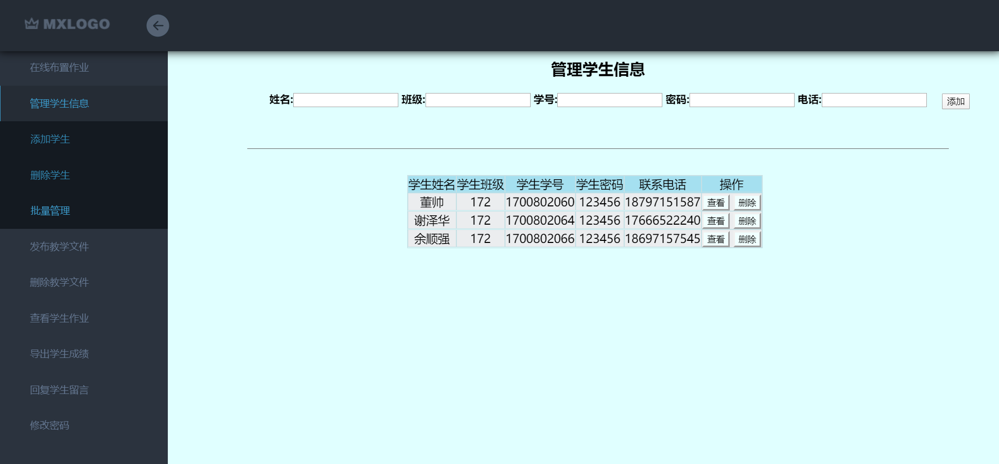 MXLOGO
在线布置作业
管理学生信息
添加学生
删除学生
批量管理
发布教学文件
删除教学文件
查看学生作业
导出学生成绩
回复学生留言
修改密码
管理学生信息
姓名: 班级: 学号: 密码: 电话: 添加
学生姓名 学生班级 学生学号 学生密码 联系电话 操作
董帅 172 1700802060 123456 18797151587 查看 删除
谢泽华 172 1700802064 123456 17666522240 查看 删除
余顺强 172 1700802066 123456 18697157545 查看 删除